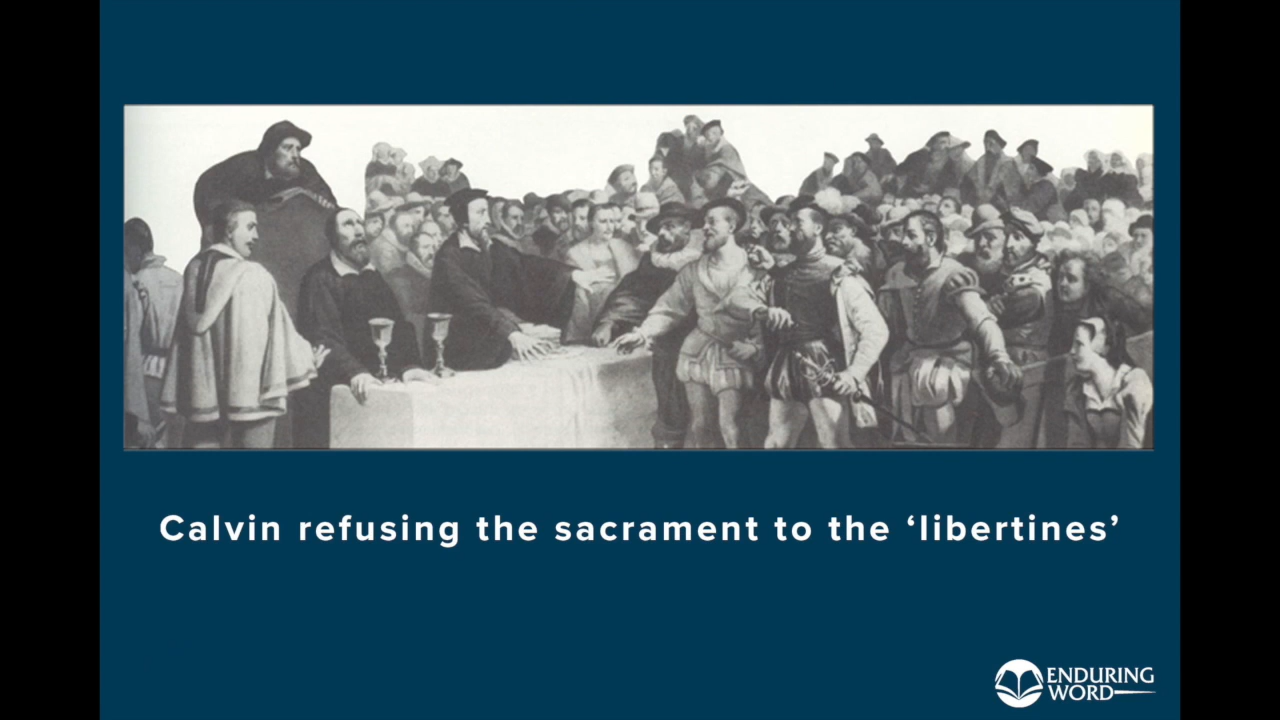 Calvin refusing the sacrament to the ‘libertines’
ENDURING
WORD